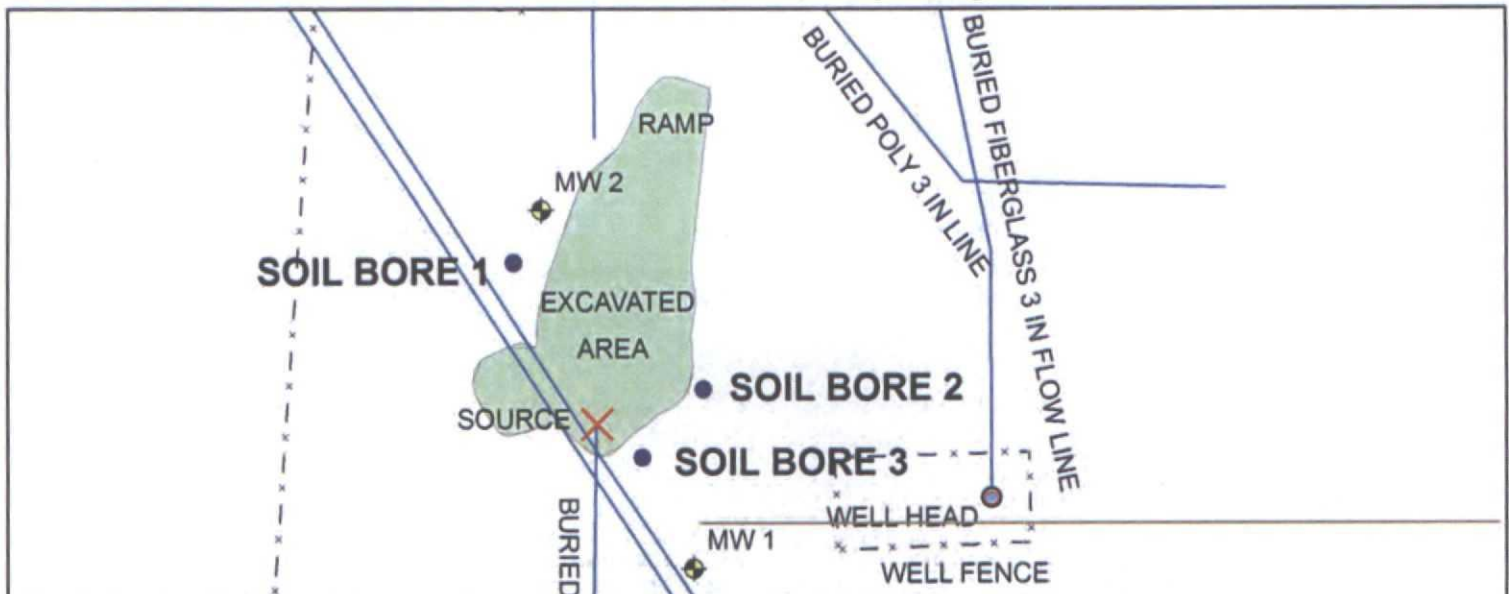 BURIED POLY 3 IN LINE
BURIED FIBERGLASS 3 IN FLOW LINE
RAMP
MW 2
SOIL BORE 1
EXCAVATED
AREA
SOIL BORE 2
SOURCE
SOIL BORE 3
BURIED
WELL HEAD
MW 1
WELL FENCE